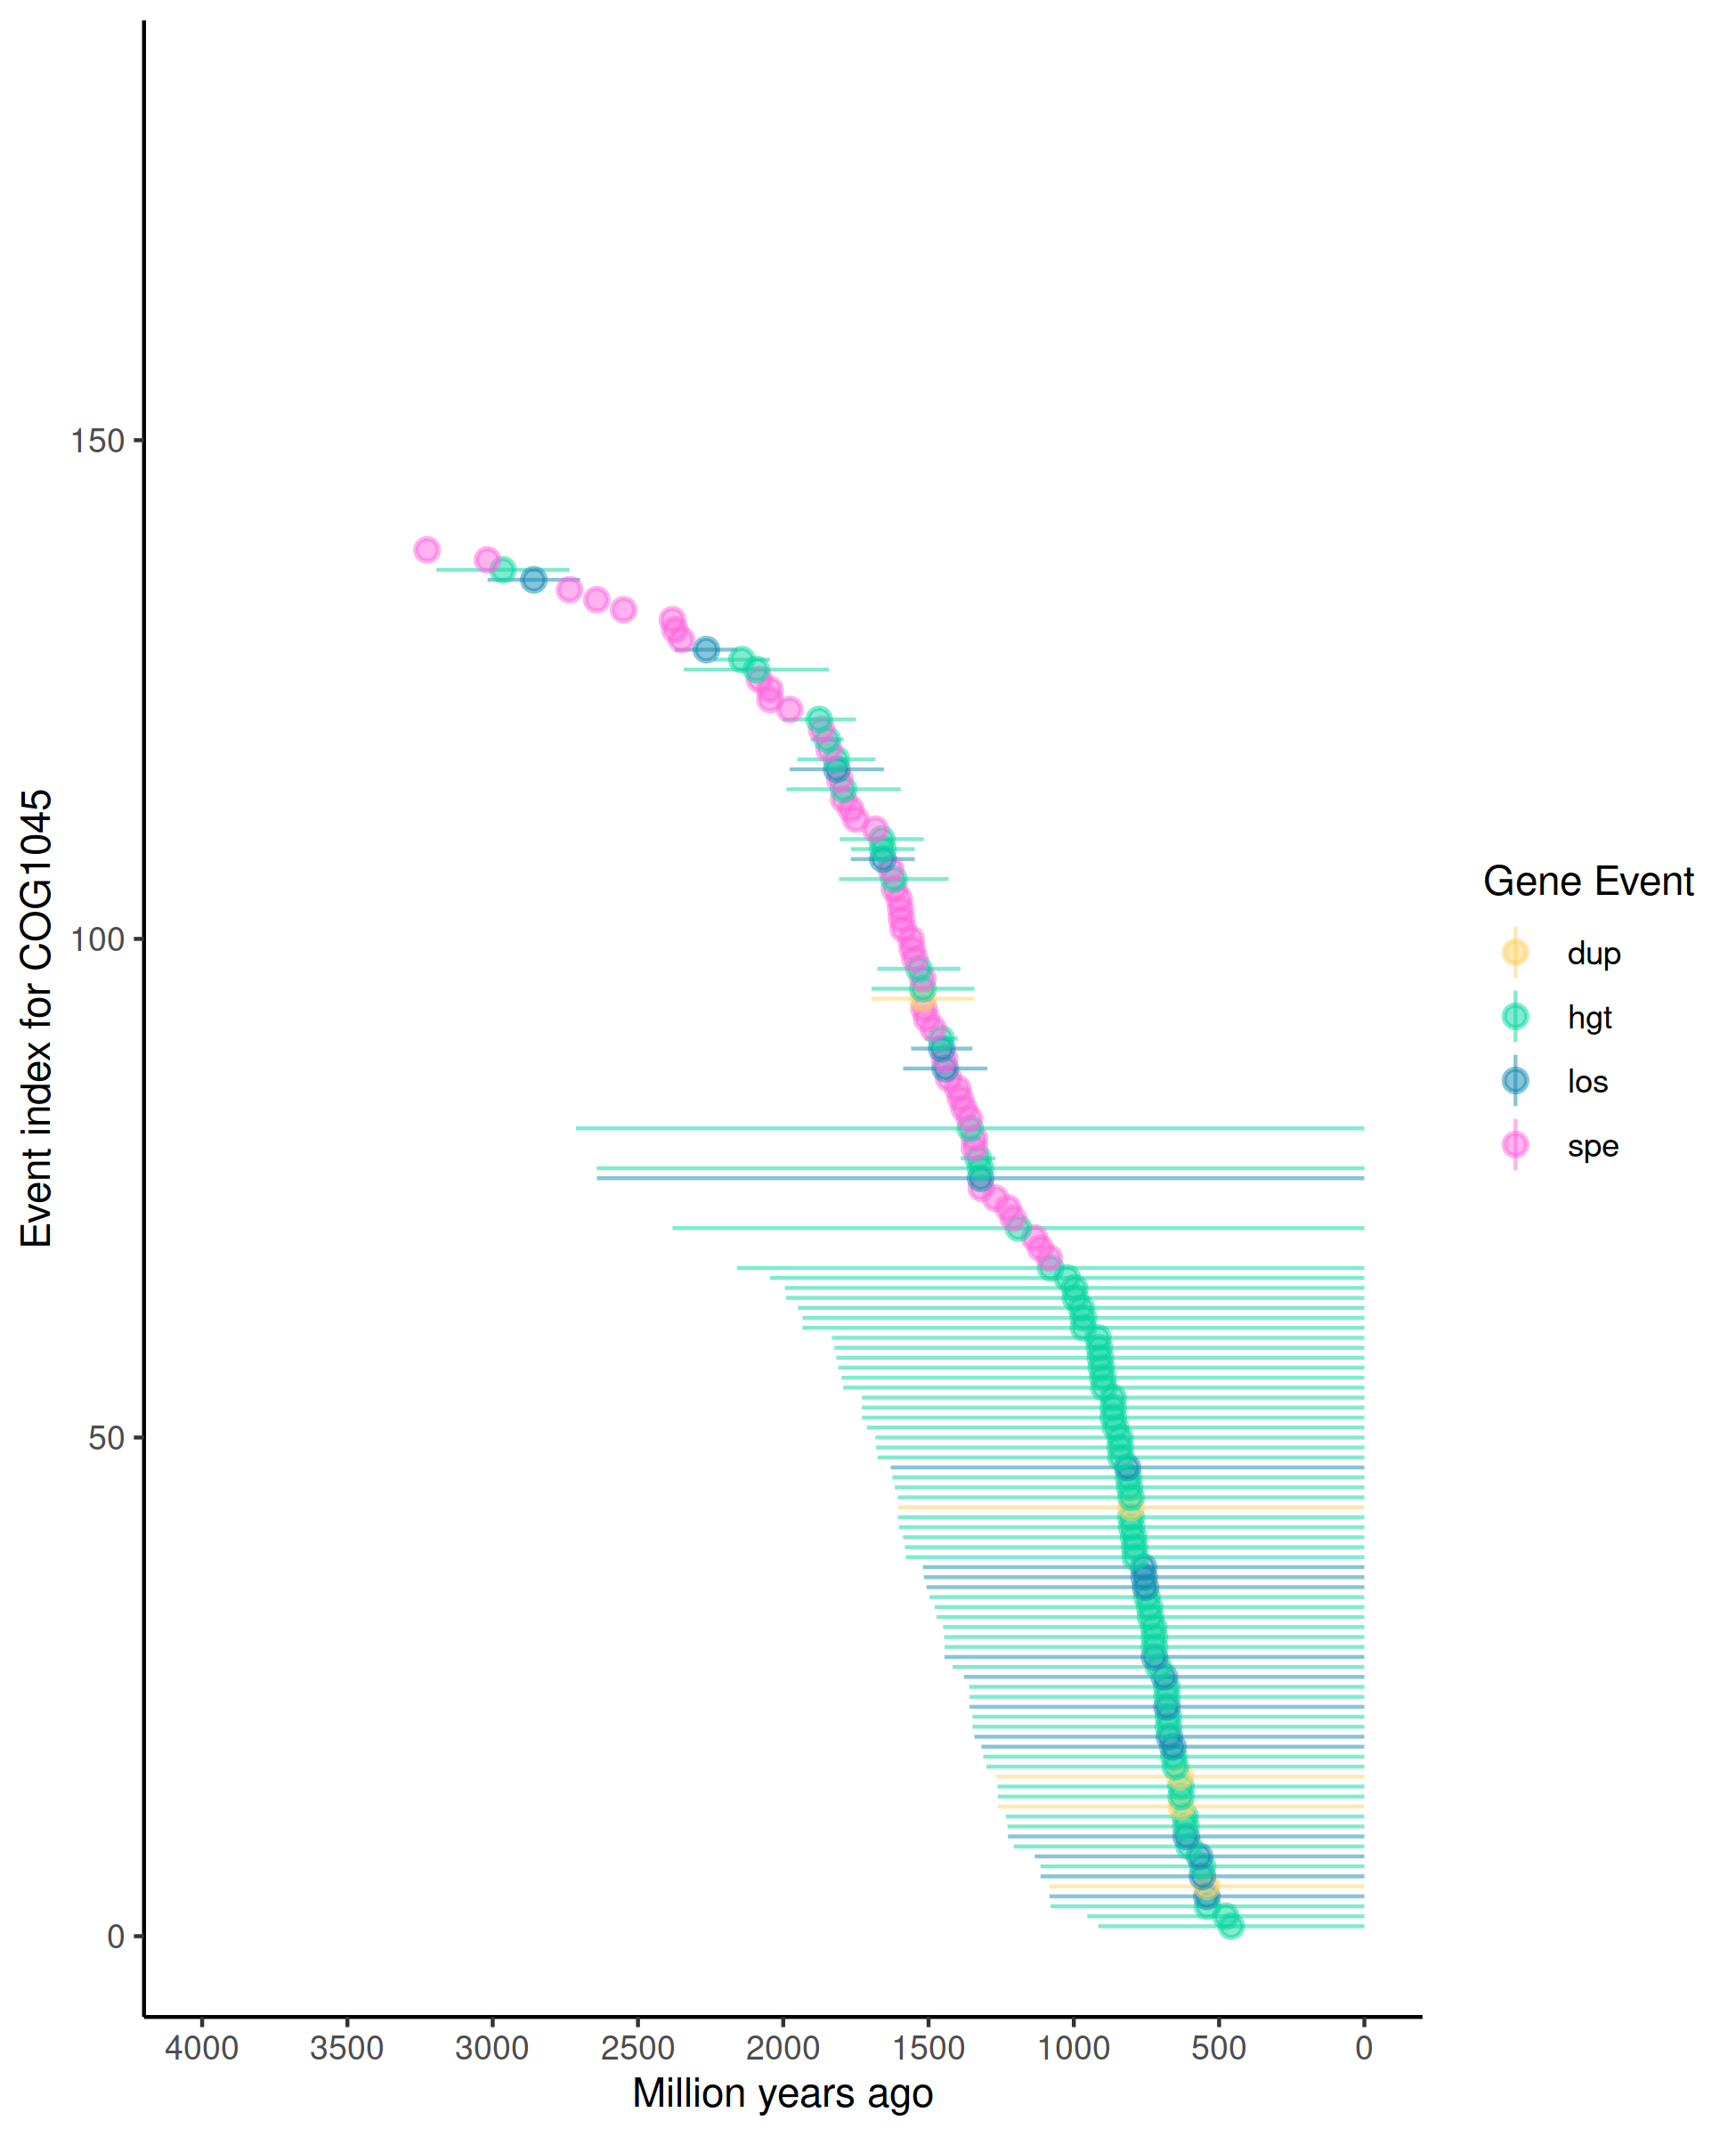 150
100
50
0
Event index for COG1045
4000 3500 3000 2500 2000 1500 1000 500 0
Million years ago
Gene Event
dup
hgt
los
spe